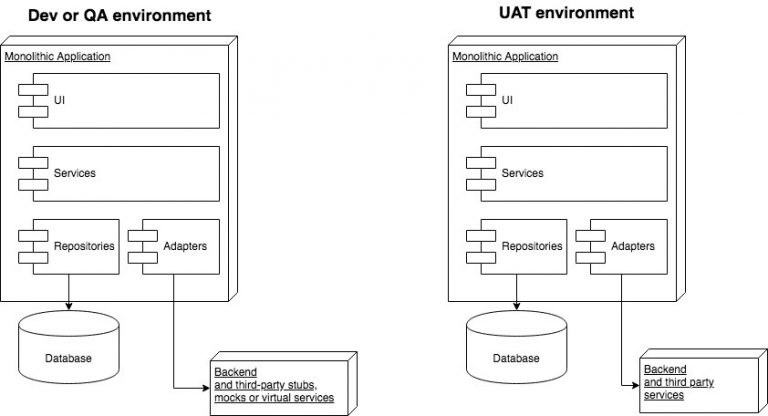 Dev or QA environment
Monolithic Application
UI
Services
Repositories
Adapters
Database
Backend
and third-party stubs,
mocks or virtual services
UAT environment
Monolithic Application
UI
Services
Repositories
Adapters
Database
Backend
and third party
services